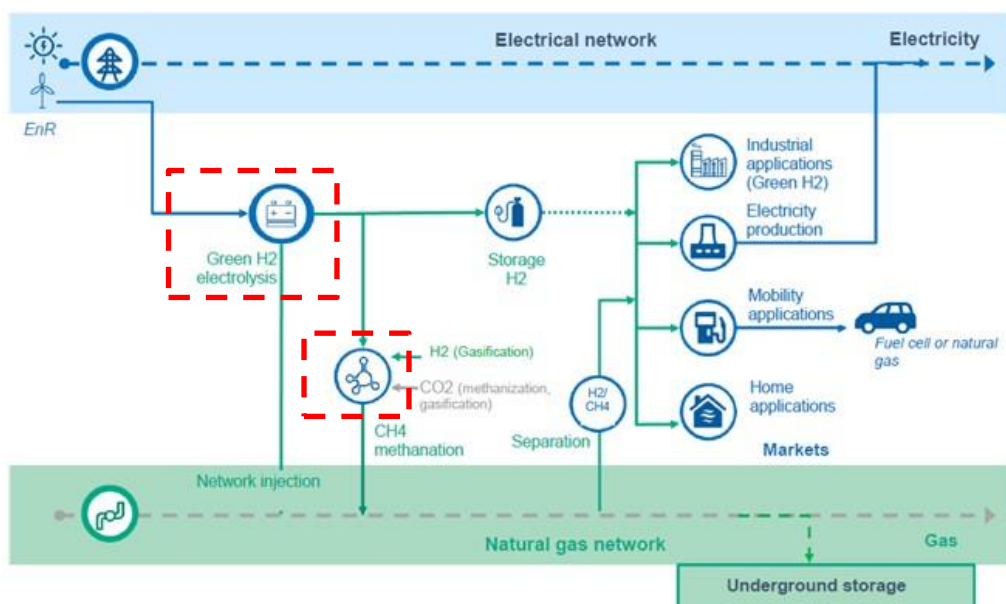 Electrical network
Electricity
EnR
Industrial
applications
(Green H2)
Electricity
production
Green H2
electrolysis
Storage
H2
Mobility
applications
Fuel cell or natural
gas
H2 (Gasification)
CO2 (methanization,
gasification)
H2/
CH4
Home
applications
CH4
methanation
Separation
Markets
Network injection
Natural gas network
Gas
Underground storage